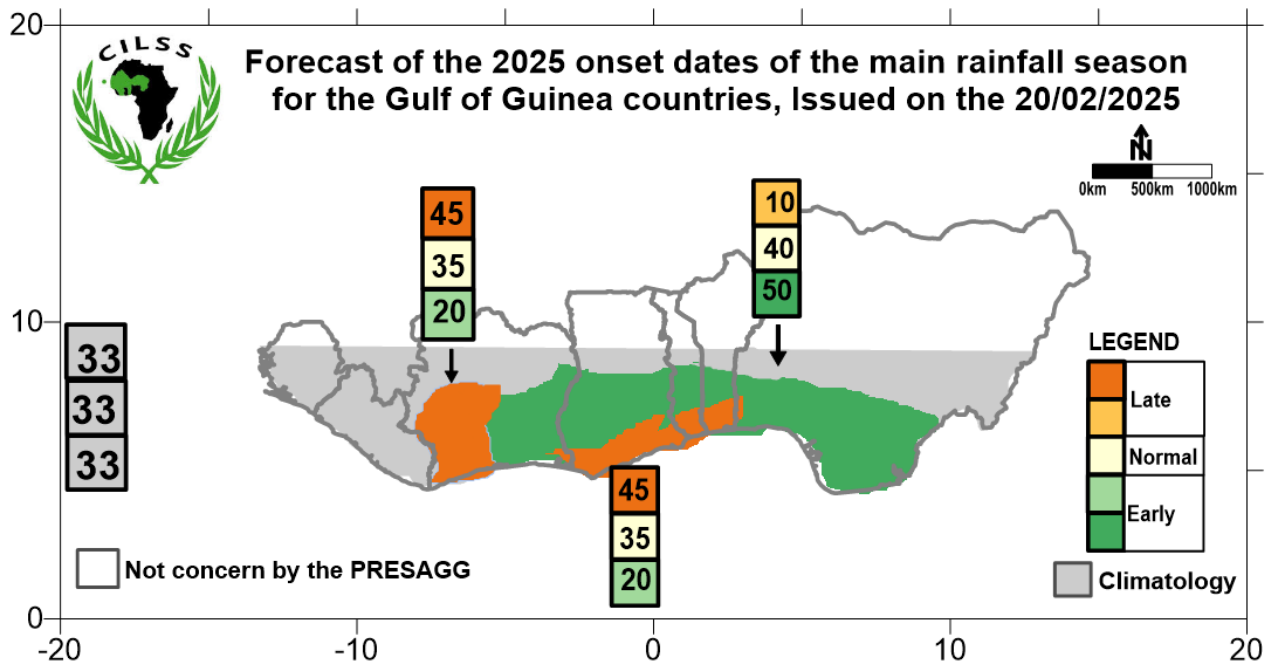 20
CILSS
Forecast of the 2025 onset dates of the main rainfall season
for the Gulf of Guinea countries, Issued on the 20/02/2025
N
0km 500km 1000km
45
35
20
10
40
50
10
33
33
33
LEGEND
Late
Normal
Early
45
35
20
Not concern by the PRESAGG
Climatology
0
-20 -10 0 10 20